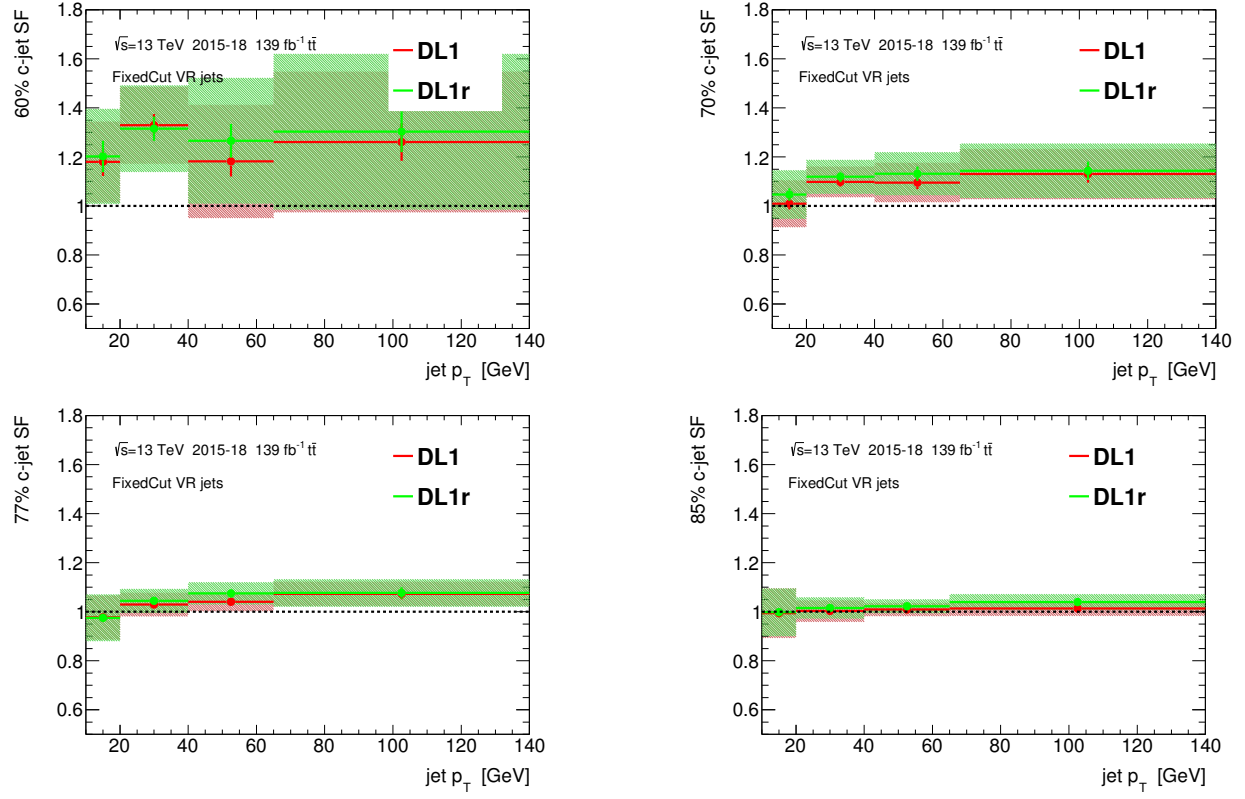 60% c-jet SF
1.8
1.6
1.4
1.2
1
0.8
0.6
√s=13 TeV 2015-18 139 fb⁻¹ tt̄
FixedCut VR jets
DL1
DL1r
20 40 60 80 100 120 140
jet p_T [GeV]
70% c-jet SF
1.8
1.6
1.4
1.2
1
0.8
0.6
√s=13 TeV 2015-18 139 fb⁻¹ tt̄
FixedCut VR jets
DL1
DL1r
20 40 60 80 100 120 140
jet p_T [GeV]
77% c-jet SF
1.8
1.6
1.4
1.2
1
0.8
0.6
√s=13 TeV 2015-18 139 fb⁻¹ tt̄
FixedCut VR jets
DL1
DL1r
20 40 60 80 100 120 140
jet p_T [GeV]
85% c-jet SF
1.8
1.6
1.4
1.2
1
0.8
0.6
√s=13 TeV 2015-18 139 fb⁻¹ tt̄
FixedCut VR jets
DL1
DL1r
20 40 60 80 100 120 140
jet p_T [GeV]